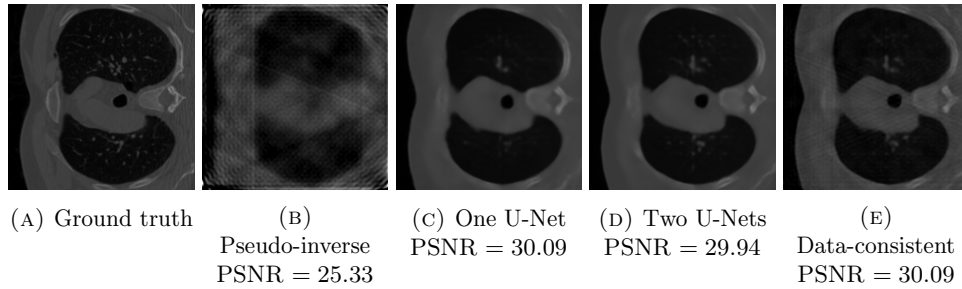 (A) Ground truth
(B)
Pseudo-inverse
PSNR = 25.33
(C) One U-Net
PSNR = 30.09
(D) Two U-Nets
PSNR = 29.94
(E)
Data-consistent
PSNR = 30.09